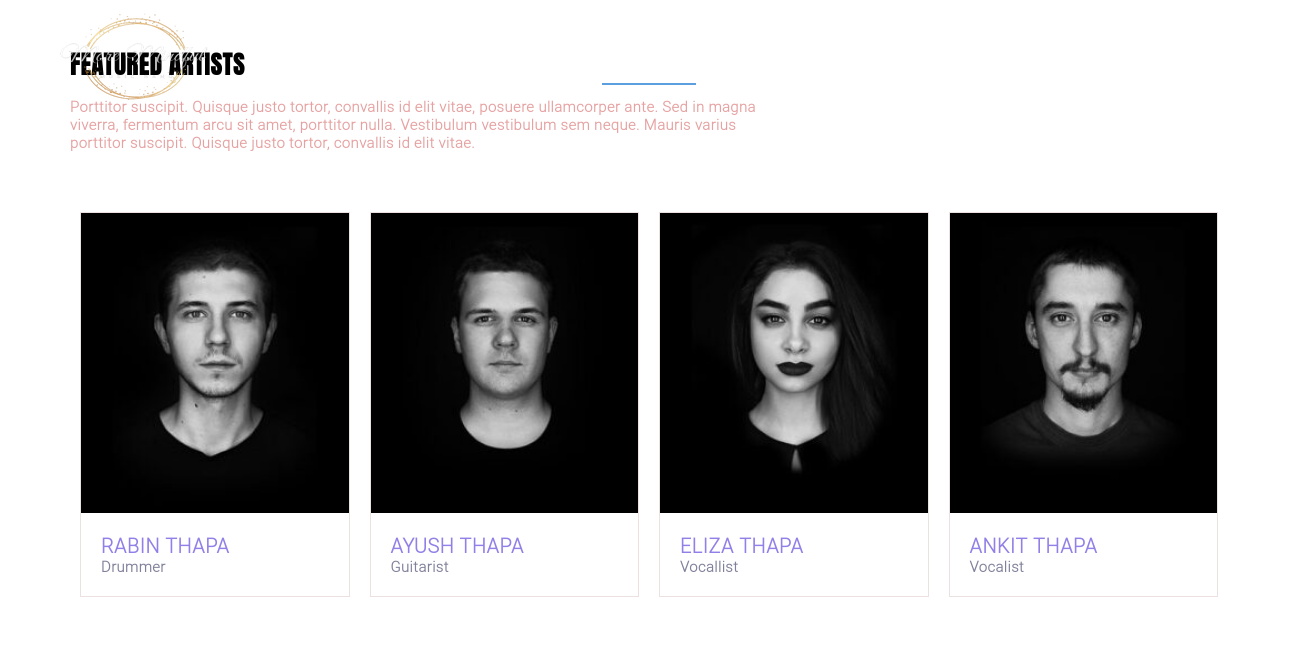 FEATURED ARTISTS
Porttitor suscipit. Quisque justo tortor, convallis id elit vitae, posuere ullamcorper ante. Sed in magna
viverra, fermentum arcu sit amet, porttitor nulla. Vestibulum vestibulum sem neque. Mauris varius
porttitor suscipit. Quisque justo tortor, convallis id elit vitae.
RABIN THAPA
Drummer
AYUSH THAPA
Guitarist
ELIZA THAPA
Vocallist
ANKIT THAPA
Vocalist